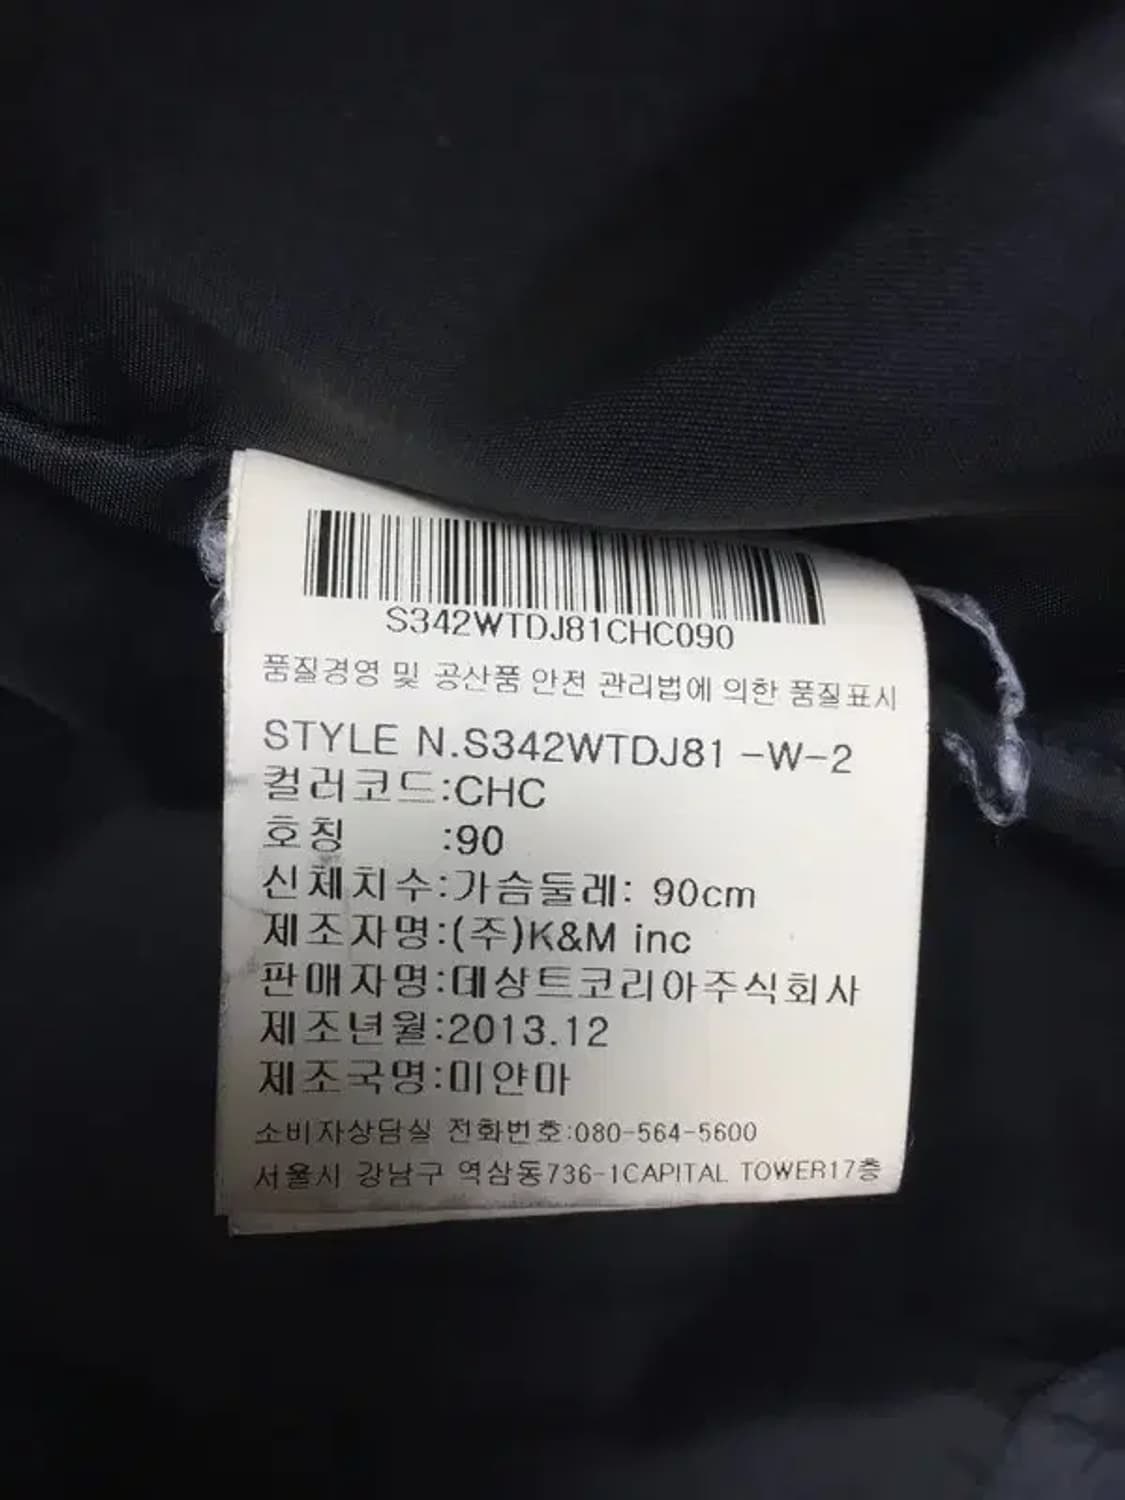 S342WTDJ81CHC090
품질경영 및 공산품 안전 관리법에 의한 품질표시
STYLE N.S342WTDJ81 -W-2
컬러코드:CHC
호칭 :90
신체치수:가슴둘레: 90cm
제조자명:(주)K&M inc
판매자명:데상트코리아주식회사
제조년월:2013.12
제조국명:미얀마
소비자상담실 전화번호:080-564-5600
서울시 강남구 역삼동736-1CAPITAL TOWER17층